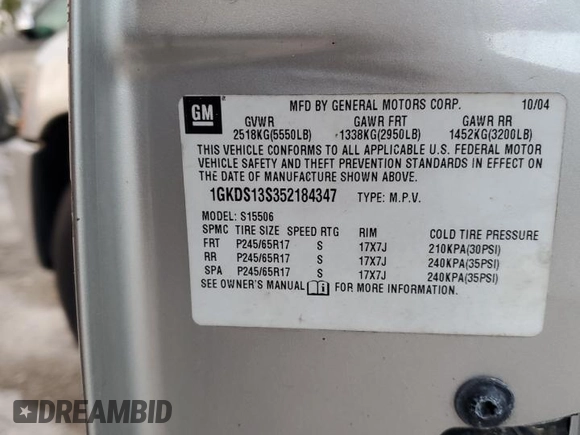 GM
MFD BY GENERAL MOTORS CORP. 10/04
GVWR GAWR FRT GAWR RR
2518KG(5550LB) 1338KG(2950LB) 1452KG(3200LB)
THIS VEHICLE CONFORMS TO ALL APPLICABLE U.S. FEDERAL MOTOR
VEHICLE SAFETY AND THEFT PREVENTION STANDARDS IN EFFECT ON
THE DATE OF MANUFACTURE SHOWN ABOVE.
1GKDS13S352184347 TYPE: M.P.V.
MODEL: S15506
SPMC TIRE SIZE SPEED RTG RIM COLD TIRE PRESSURE
FRT P245/65R17 S 17X7J 210KPA(30PSI)
RR P245/65R17 S 17X7J 240KPA(35PSI)
SPA P245/65R17 S 17X7J 240KPA(35PSI)
SEE OWNER'S MANUAL i FOR MORE INFORMATION.
DREAMBID